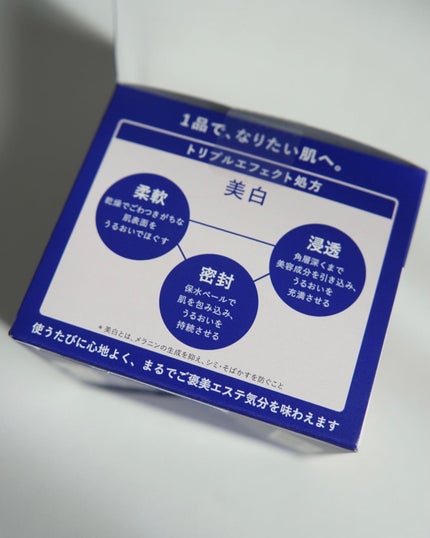 1品で、なりたい肌へ。
トリプルエフェクト処方
美白
柔軟
乾燥でごわつきがちな
肌表面を
うるおいでほぐす
浸透
角層深くまで
美容成分を引き込み、
うるおいを
充満させる
密封
保水ベールで
肌を包み込み、
うるおいを
持続させる
＊美白とは、メラニンの生成を抑え、シミ・そばかすを防ぐこと
使うたびに心地よく、まるでご褒美エステ気分を味わえます